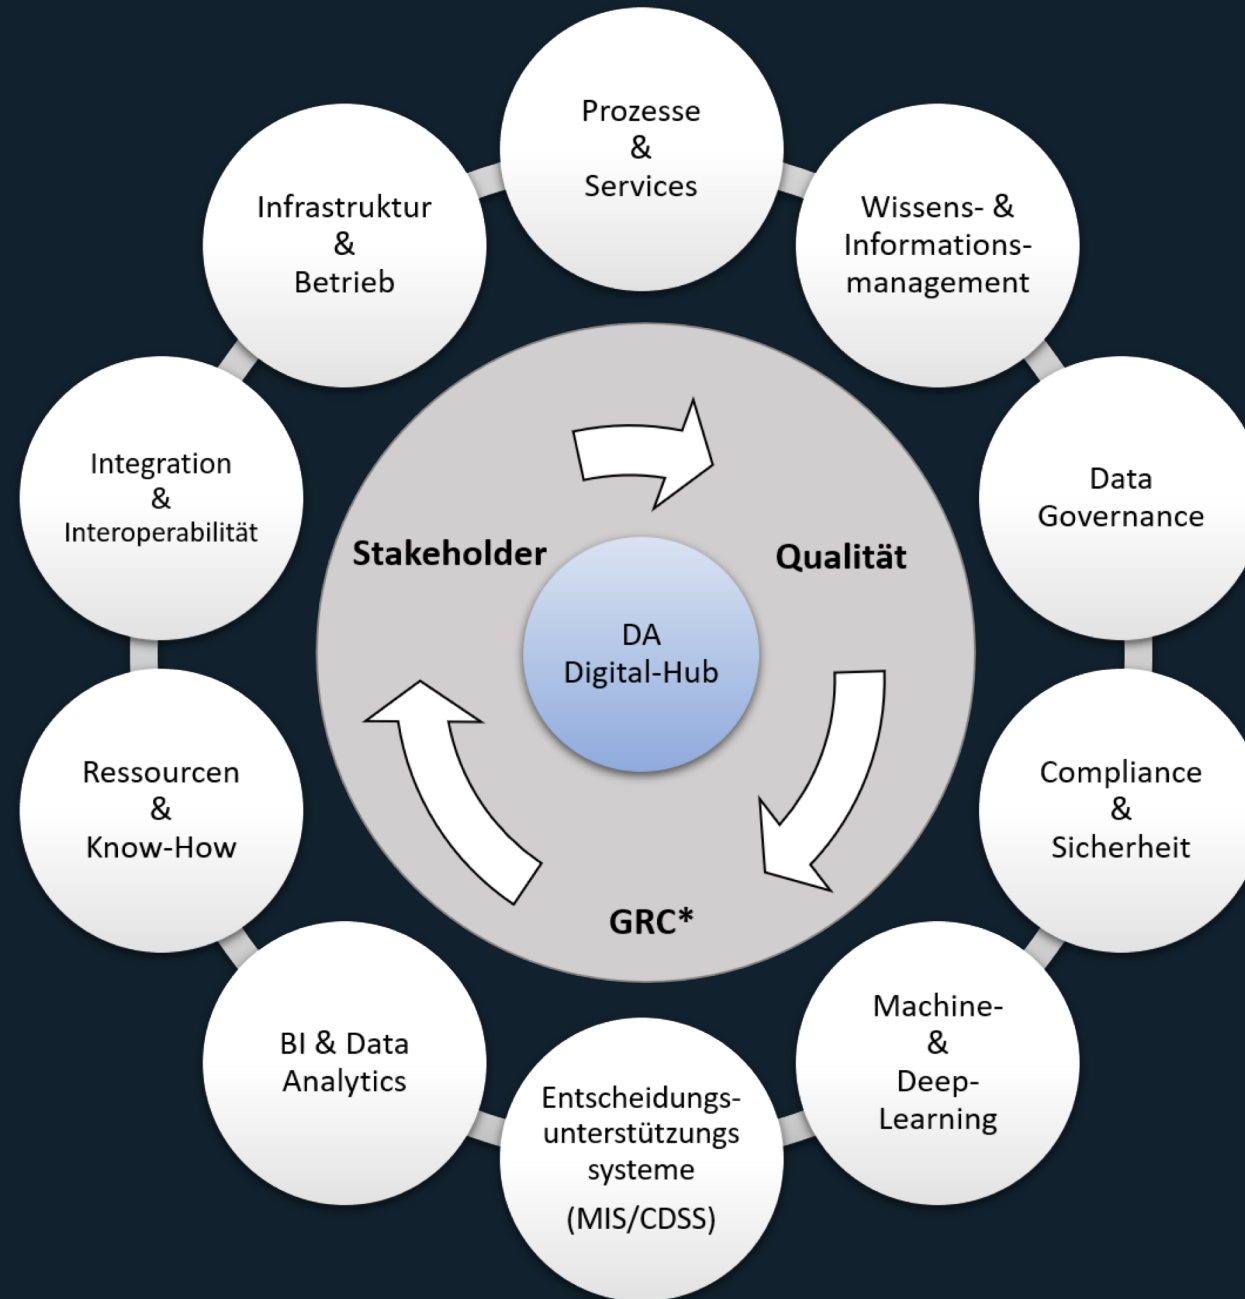 Prozesse
&
Services
Wissens- &
Informations-
management
Data
Governance
Compliance
&
Sicherheit
Machine-
&
Deep-
Learning
Entscheidungs-
unterstützungs
systeme
(MIS/CDSS)
BI & Data
Analytics
Ressourcen
&
Know-How
Integration
&
Interoperabilität
Infrastruktur
&
Betrieb
Stakeholder
Qualität
GRC*
DA
Digital-Hub